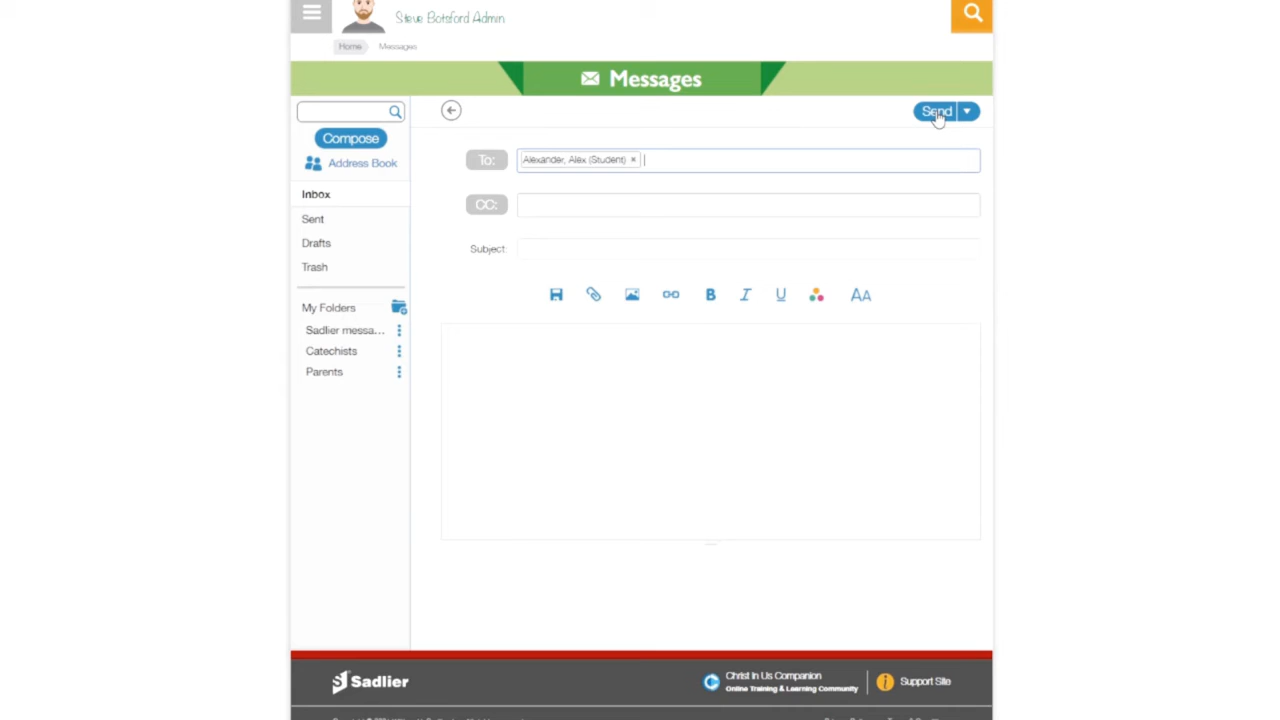 Steve Botsford Admin
Home
Messages
Messages
Send
Compose
Address Book
Inbox
Sent
Drafts
Trash
My Folders
Sadlier messa...
Catechists
Parents
To:
Alexander, Alex (Student) ×
CC:
Subject:
B I U AA
Sadlier
Christ In Us Companion
Online Training & Learning Community
Support Site